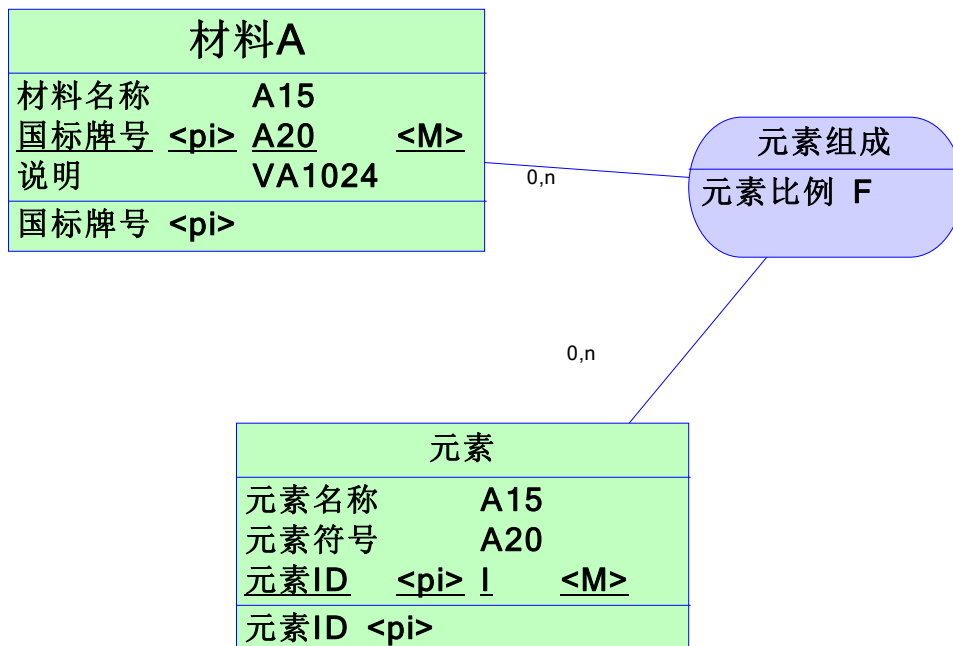 材料A
材料名称 A15
国标牌号 <pi> A20 <M>
说明 VA1024
国标牌号 <pi>
0,n
元素组成
元素比例 F
0,n
元素
元素名称 A15
元素符号 A20
元素ID <pi> I <M>
元素ID <pi>